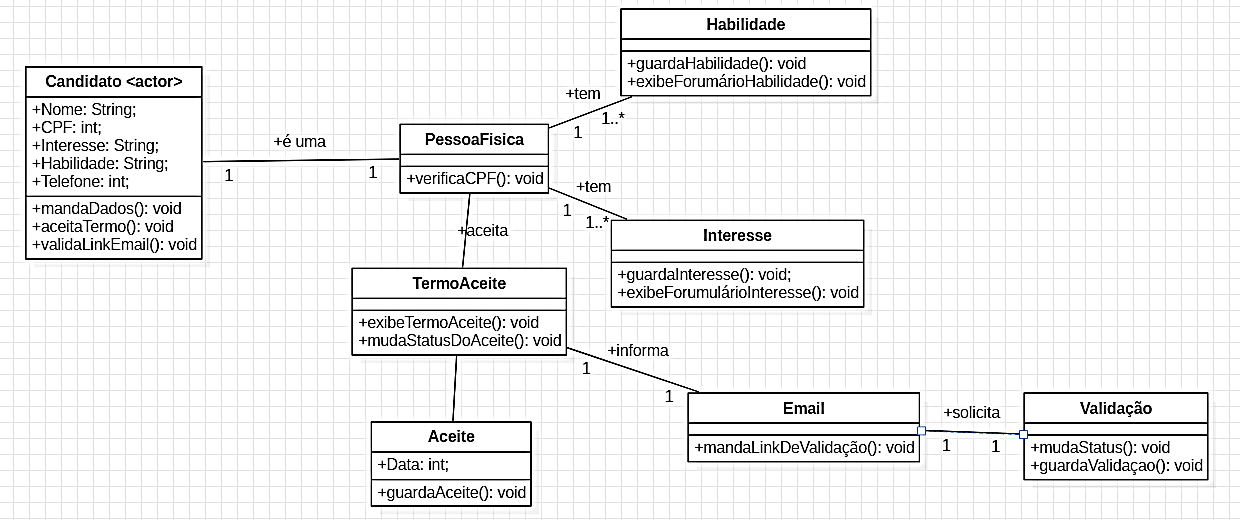 Habilidade
+guardaHabilidade(): void
+exibeForumárioHabilidade(): void
Candidato <actor>
+Nome: String;
+CPF: int;
+Interesse: String;
+Habilidade: String;
+Telefone: int;
+mandaDados(): void
+aceitaTermo(): void
+validaLinkEmail(): void
+é uma
1
1
PessoaFisica
+verificaCPF(): void
+tem
1
1..*
+tem
1
1..*
Interesse
+guardaInteresse(): void;
+exibeForumulárioInteresse(): void
+aceita
TermoAceite
+exibeTermoAceite(): void
+mudaStatusDoAceite(): void
+informa
1
1
Aceite
+Data: int;
+guardaAceite(): void
Email
+mandaLinkDeValidação(): void
+solicita
1
1
Validação
+mudaStatus(): void
+guardaValidaçao(): void